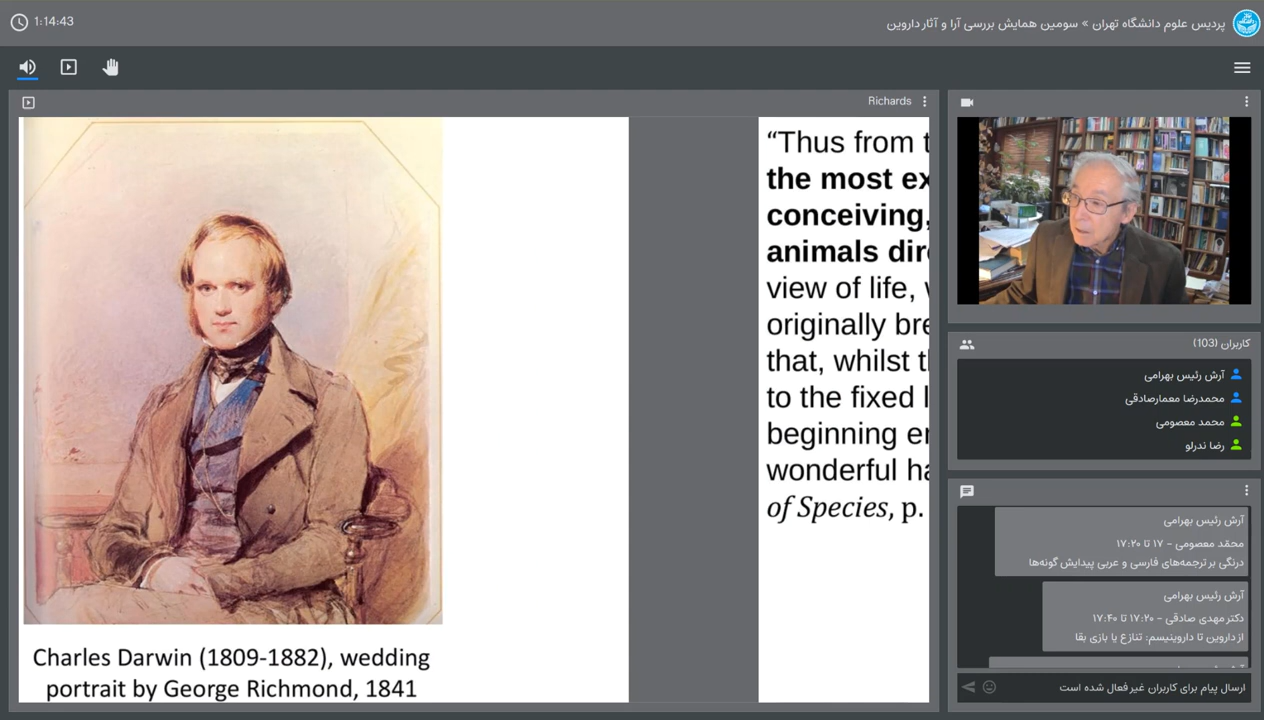 1:14:43
پردیس علوم دانشگاه تهران » سومین همایش بررسی آرا و آثار داروین
Richards
Charles Darwin (1809-1882), wedding
portrait by George Richmond, 1841
“Thus from t
the most ex
conceiving,
animals dir
view of life,
originally bre
that, whilst t
to the fixed l
beginning er
wonderful ha
of Species, p.
کاربران (103)
آرش رئیس بهرامی
محمدرضا معمارصادقی
محمد معصومی
رضا ندرلو
آرش رئیس بهرامی
محمّد معصومی - ۱۷ تا ۱۷:۲۰
درنگی بر ترجمه‌های فارسی و عربی پیدایش گونه‌ها
آرش رئیس بهرامی
دکتر مهدی صادقی - ۱۷:۲۰ تا ۱۷:۴۰
از داروین تا داروینیسم: تنازع یا بازی بقا
ارسال پیام برای کاربران غیر فعال شده است